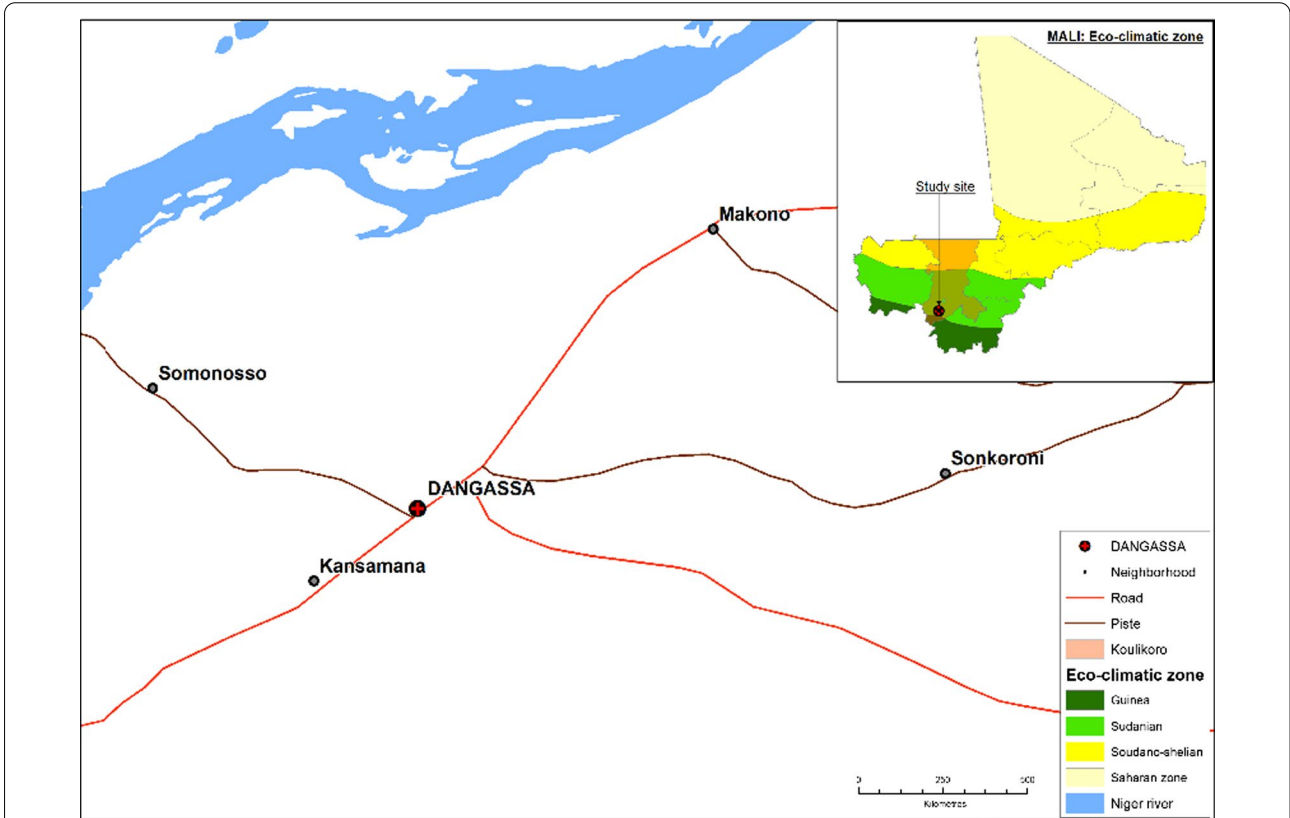 MALI: Eco-climatic zone
Study site
Makono
Somonosso
Sonkoroni
DANGASSA
Kansamana
DANGASSA
Neighborhood
Road
Piste
Koulikoro
Eco-climatic zone
Guinea
Sudanian
Soudano-shelian
Saharan zone
Niger river
0 250 500
Kilometres